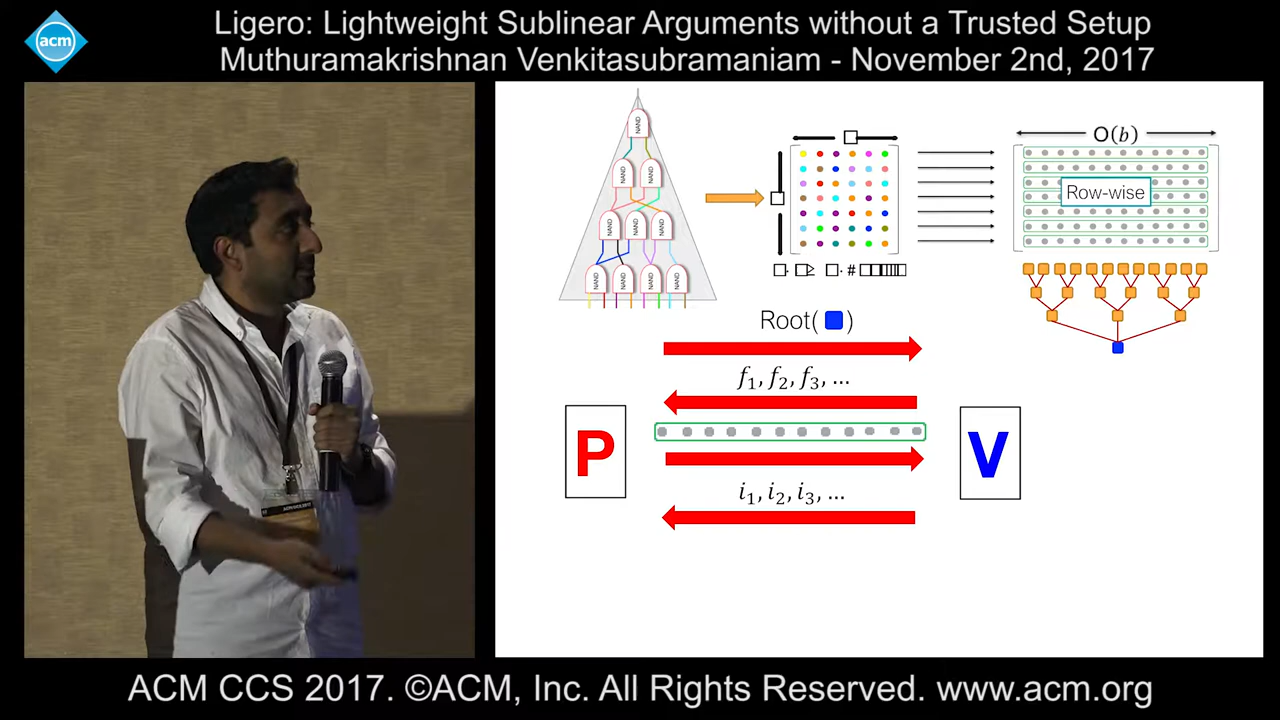 acm
Ligero: Lightweight Sublinear Arguments without a Trusted Setup
Muthuramakrishnan Venkitasubramaniam - November 2nd, 2017
NAND
NAND
NAND
NAND
NAND
NAND
NAND
NAND
NAND
NAND
O(b)
Row-wise
Root( )
f₁, f₂, f₃, ...
P
V
i₁, i₂, i₃, ...
ACM CCS 2017. ©ACM, Inc. All Rights Reserved. www.acm.org